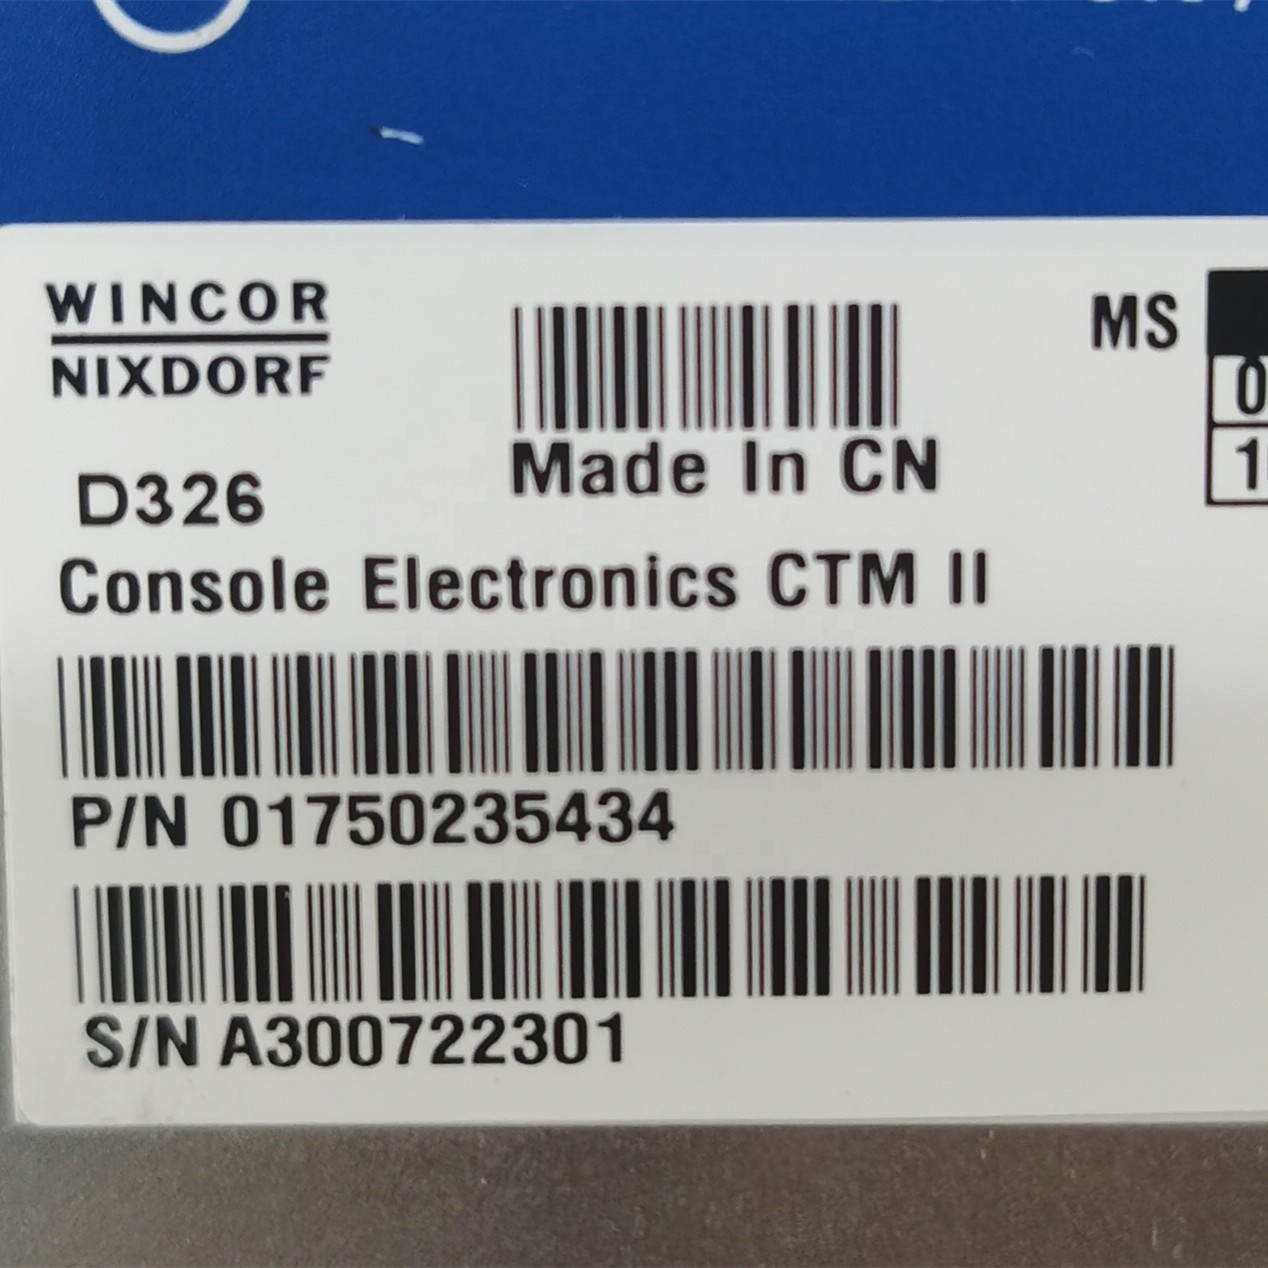 WINCOR
NIXDORF
MS
Made In CN
D326
Console Electronics CTM II
P/N 01750235434
S/N A300722301